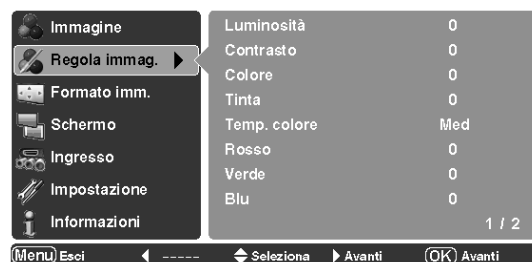 Immagine
Regola immag.
Formato imm.
Schermo
Ingresso
Impostazione
Informazioni
Luminosità 0
Contrasto 0
Colore 0
Tinta 0
Temp. colore Med
Rosso 0
Verde 0
Blu 0
1 / 2
Menu Esci ----- Seleziona Avanti OK Avanti